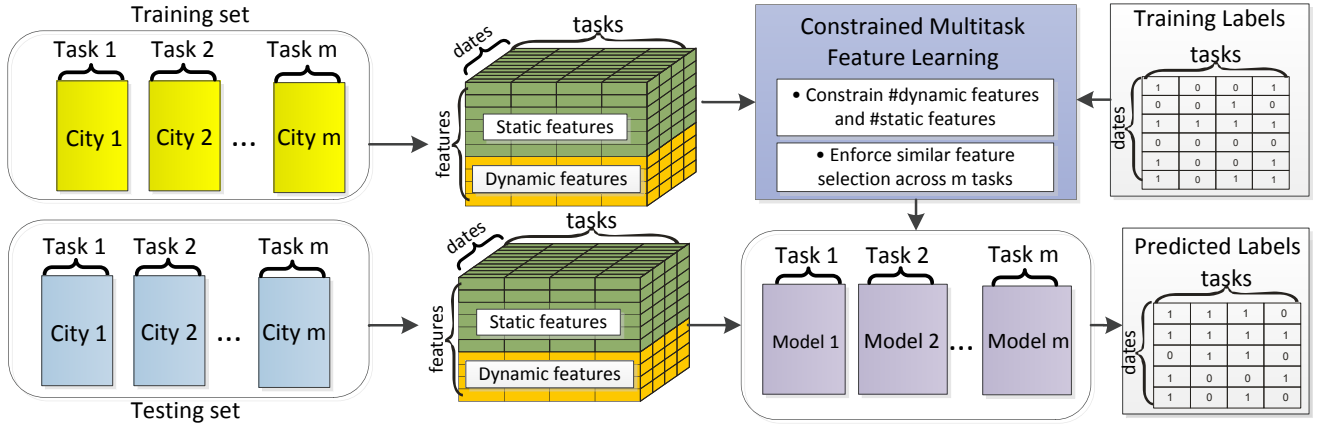 Training set
Task 1 Task 2 Task m
City 1 City 2 ... City m
dates
tasks
features
Static features
Dynamic features
Constrained Multitask
Feature Learning
• Constrain #dynamic features
and #static features
• Enforce similar feature
selection across m tasks
Training Labels
tasks
dates
1 0 0 1
0 0 1 0
1 1 1 1
0 0 0 0
1 0 0 1
1 0 1 1
Task 1 Task 2 Task m
City 1 City 2 ... City m
Testing set
dates
tasks
features
Static features
Dynamic features
Task 1 Task 2 Task m
Model 1 Model 2 ... Model m
Predicted Labels
tasks
dates
1 1 1 0
1 1 1 1
0 1 1 0
1 0 0 1
1 0 1 0